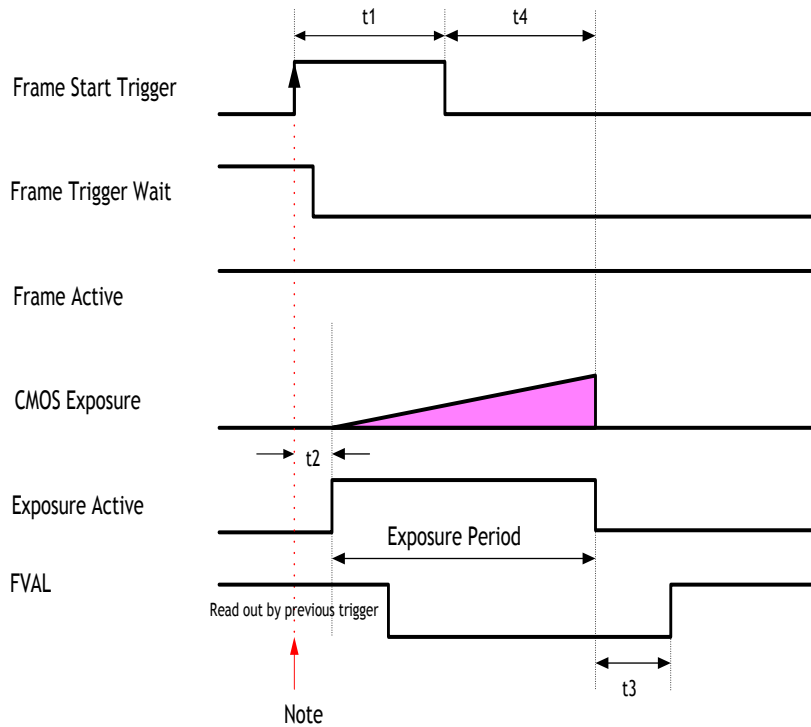 t1
t4
Frame Start Trigger
Frame Trigger Wait
Frame Active
CMOS Exposure
t2
Exposure Active
Exposure Period
FVAL
Read out by previous trigger
t3
Note